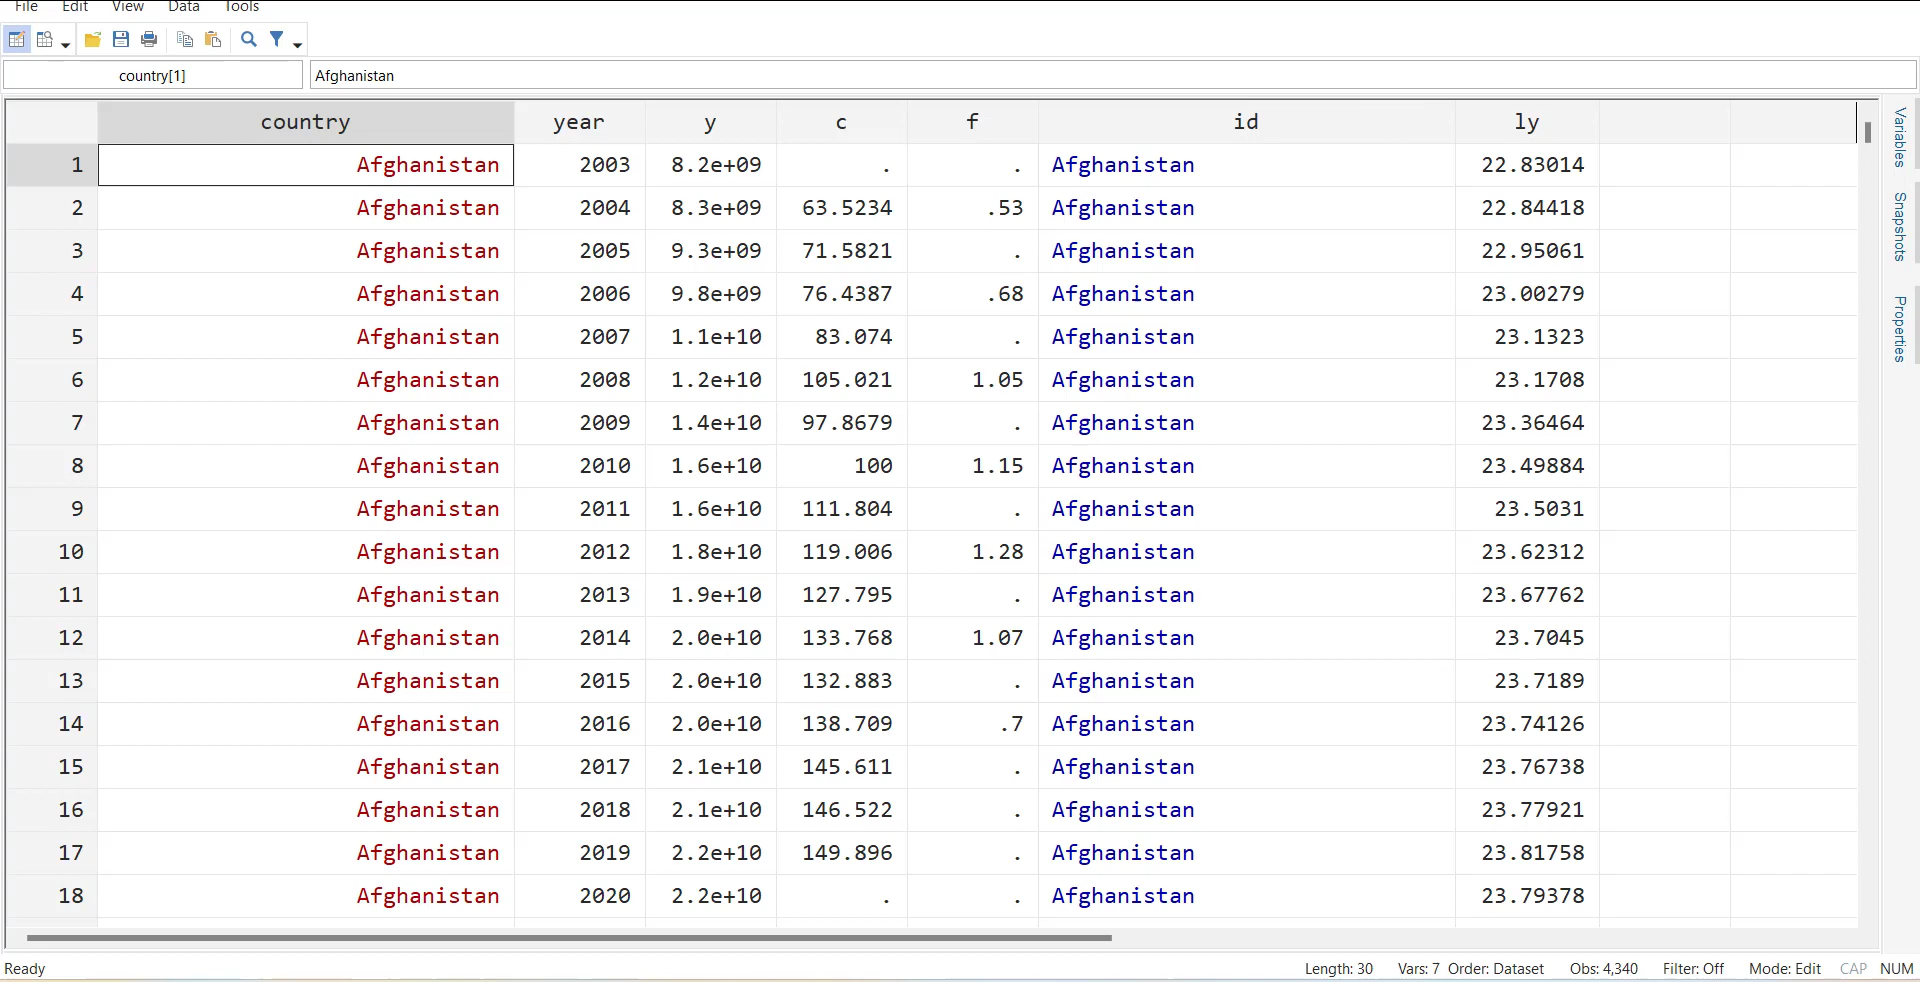 File Edit View Data Tools
country[1] Afghanistan
country year y c f id ly
1 Afghanistan 2003 8.2e+09 . . Afghanistan 22.83014
2 Afghanistan 2004 8.3e+09 63.5234 .53 Afghanistan 22.84418
3 Afghanistan 2005 9.3e+09 71.5821 . Afghanistan 22.95061
4 Afghanistan 2006 9.8e+09 76.4387 .68 Afghanistan 23.00279
5 Afghanistan 2007 1.1e+10 83.074 . Afghanistan 23.1323
6 Afghanistan 2008 1.2e+10 105.021 1.05 Afghanistan 23.1708
7 Afghanistan 2009 1.4e+10 97.8679 . Afghanistan 23.36464
8 Afghanistan 2010 1.6e+10 100 1.15 Afghanistan 23.49884
9 Afghanistan 2011 1.6e+10 111.804 . Afghanistan 23.5031
10 Afghanistan 2012 1.8e+10 119.006 1.28 Afghanistan 23.62312
11 Afghanistan 2013 1.9e+10 127.795 . Afghanistan 23.67762
12 Afghanistan 2014 2.0e+10 133.768 1.07 Afghanistan 23.7045
13 Afghanistan 2015 2.0e+10 132.883 . Afghanistan 23.7189
14 Afghanistan 2016 2.0e+10 138.709 .7 Afghanistan 23.74126
15 Afghanistan 2017 2.1e+10 145.611 . Afghanistan 23.76738
16 Afghanistan 2018 2.1e+10 146.522 . Afghanistan 23.77921
17 Afghanistan 2019 2.2e+10 149.896 . Afghanistan 23.81758
18 Afghanistan 2020 2.2e+10 . . Afghanistan 23.79378
Variables
Snapshots
Properties
Ready Length: 30 Vars: 7 Order: Dataset Obs: 4,340 Filter: Off Mode: Edit CAP NUM